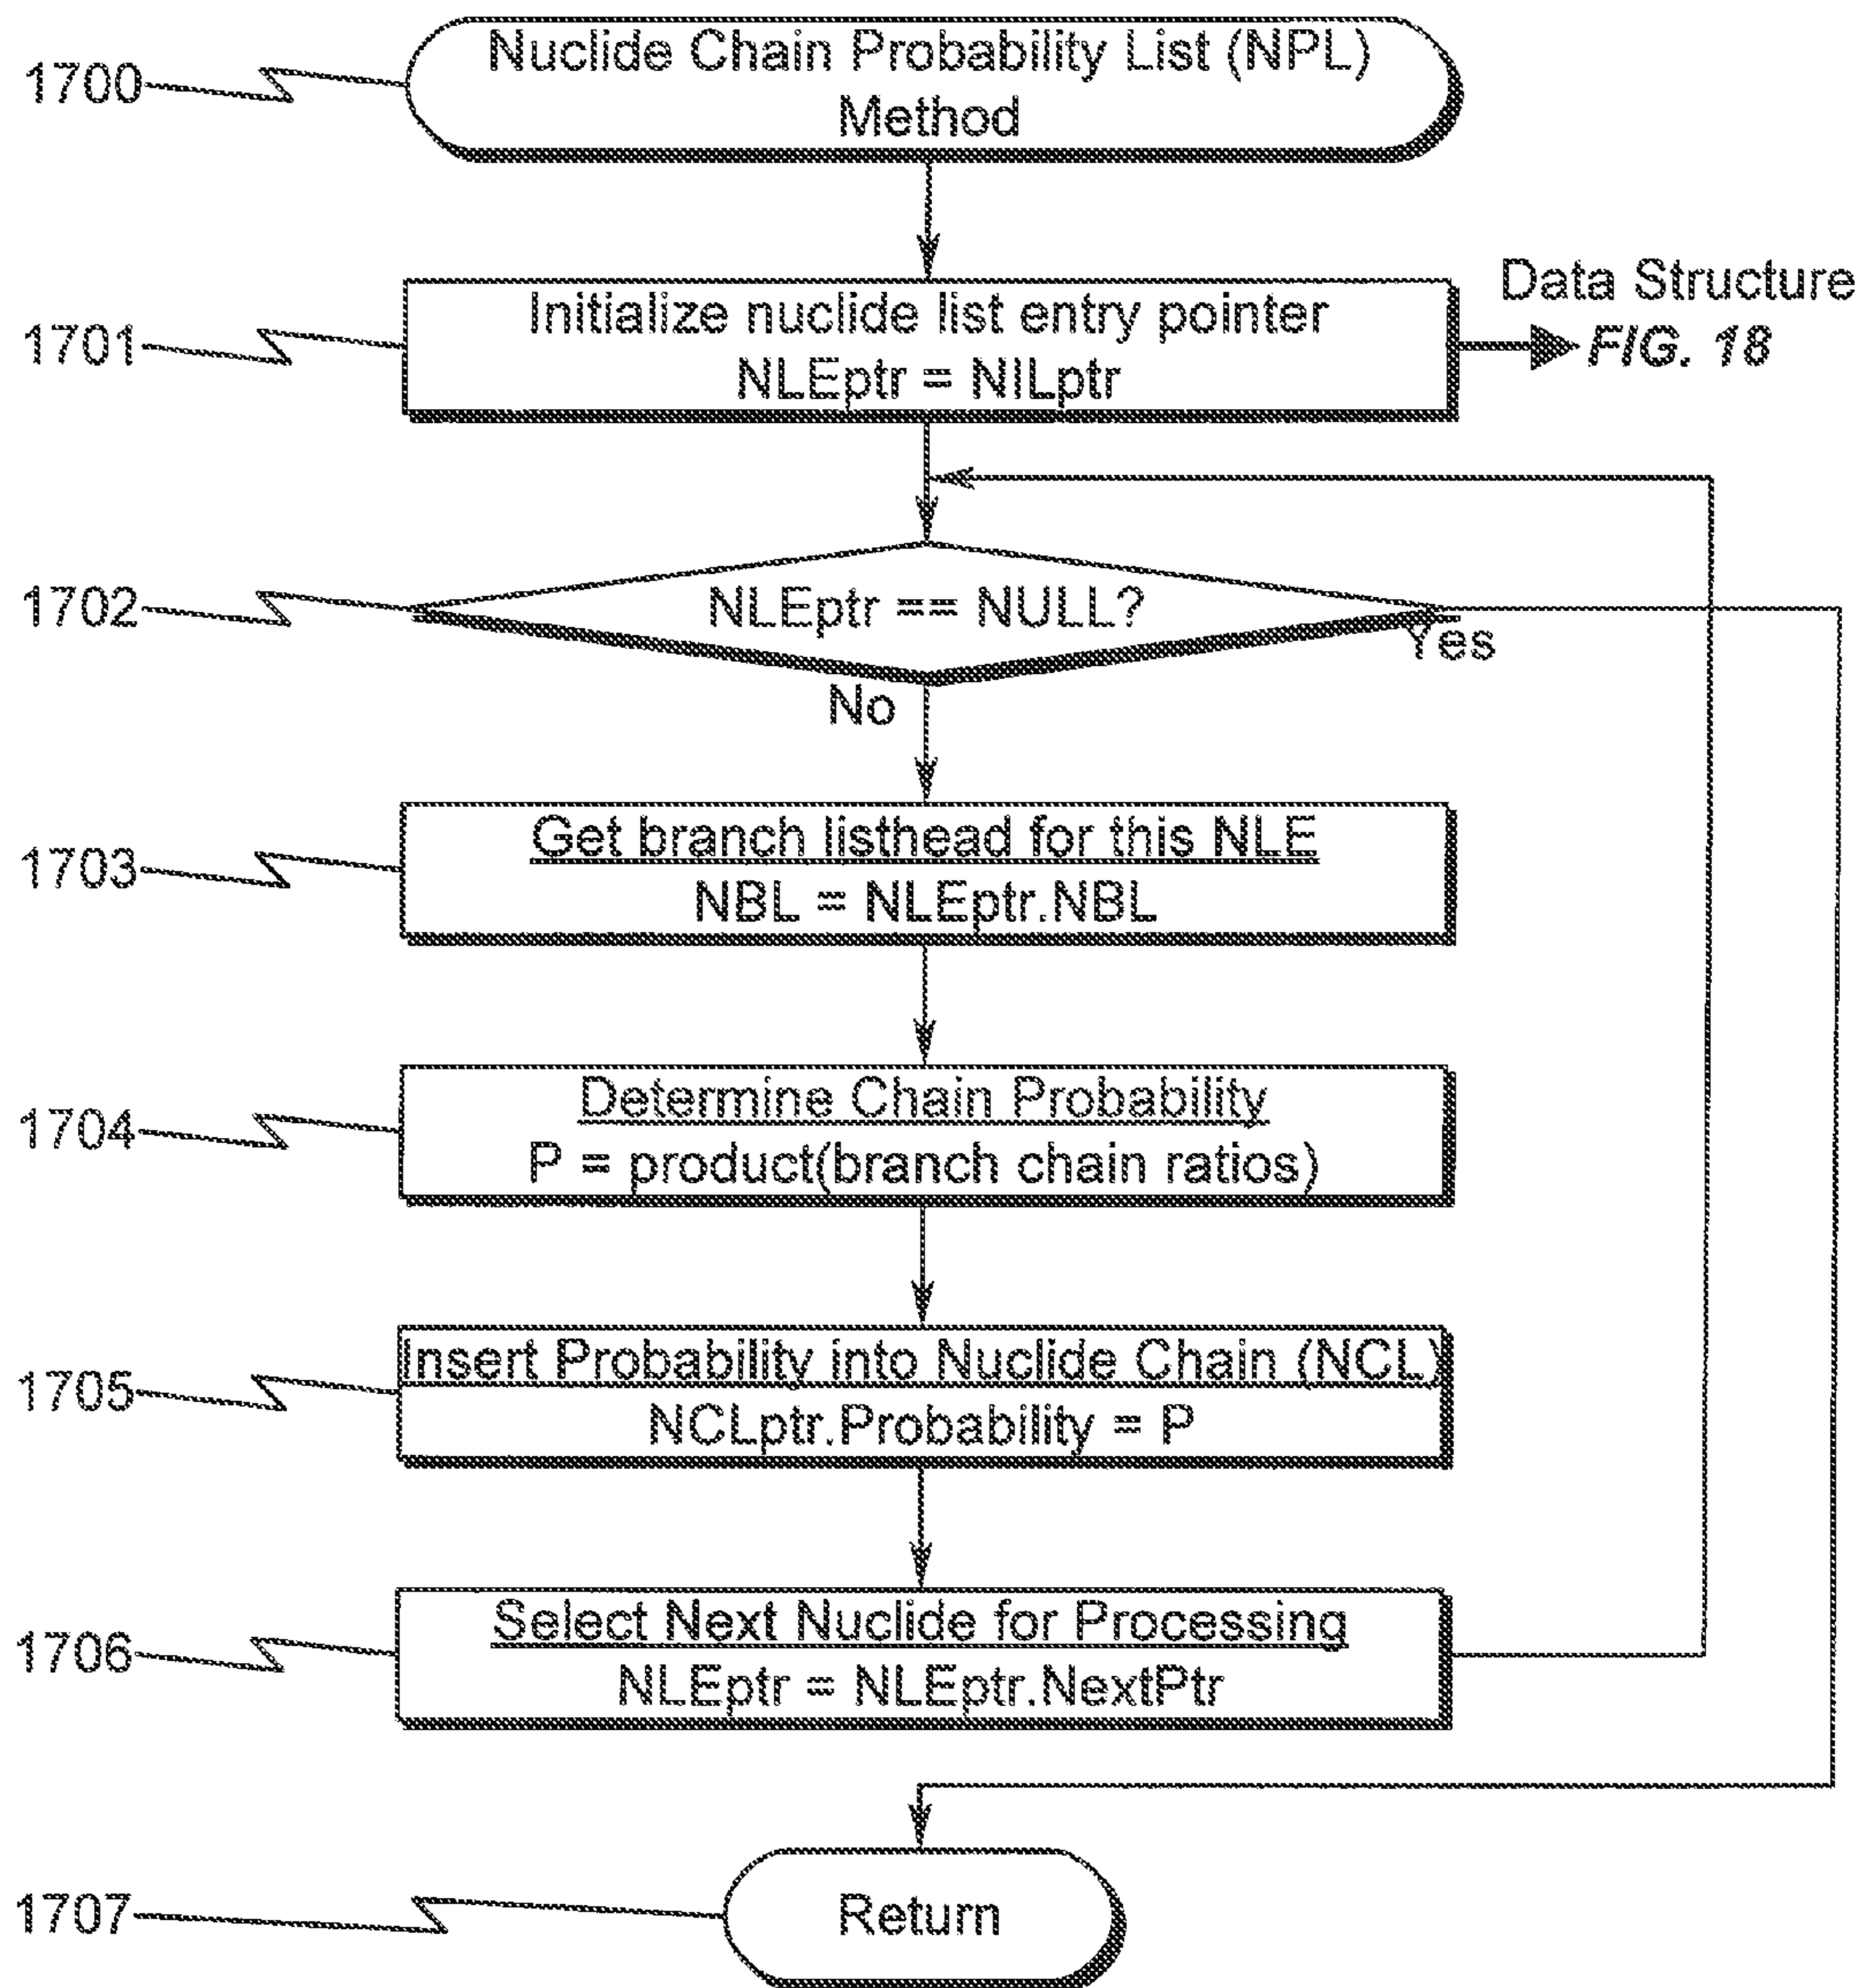 1700
Nuclide Chain Probability List (NPL)
Method
1701
Initialize nuclide list entry pointer
NLEptr = NILptr
Data Structure
FIG. 18
1702
NLEptr == NULL?
Yes
No
1703
Get branch listhead for this NLE
NBL = NLEptr.NBL
1704
Determine Chain Probability
P = product(branch chain ratios)
1705
Insert Probability into Nuclide Chain (NCL)
NCLptr.Probability = P
1706
Select Next Nuclide for Processing
NLEptr = NLEptr.NextPtr
1707
Return